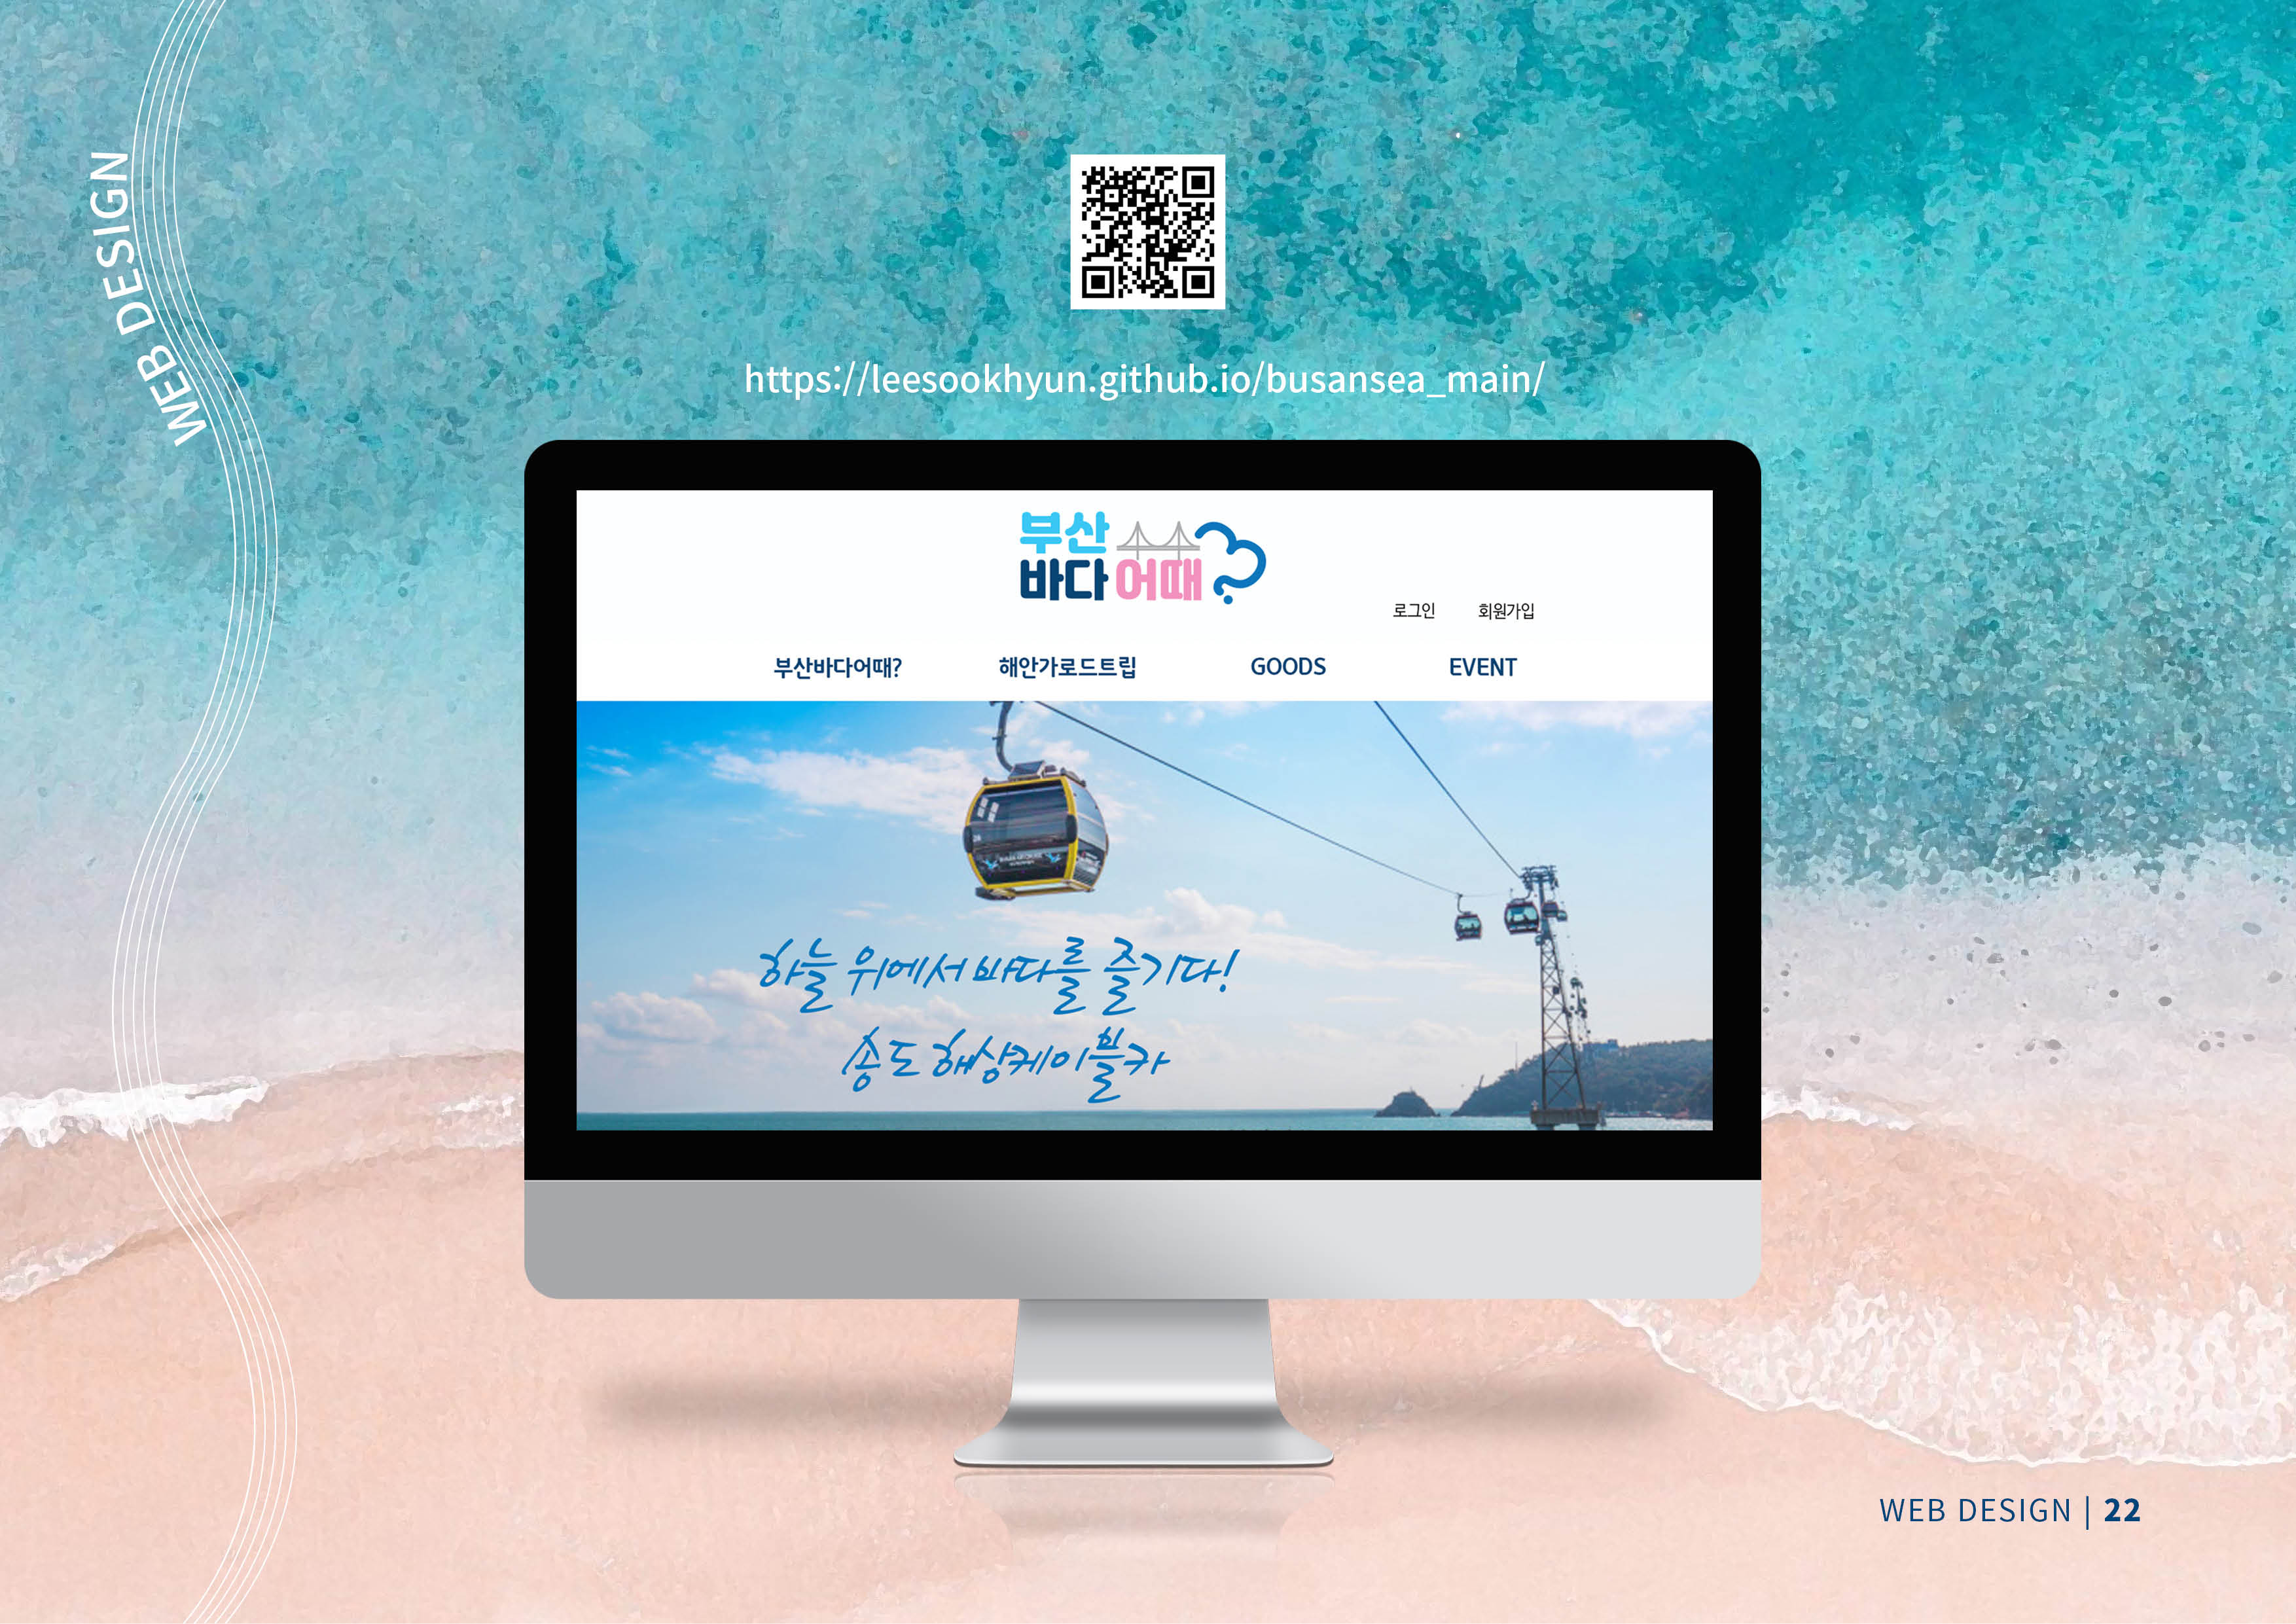 WEB DESIGN
https://leesookhyun.github.io/busansea_main/
부산
바다 어때?
로그인 회원가입
부산바다어때? 해안가로드트립 GOODS EVENT
하늘 위에서 바다를 즐기다!
송도 해상케이블카
WEB DESIGN | 22